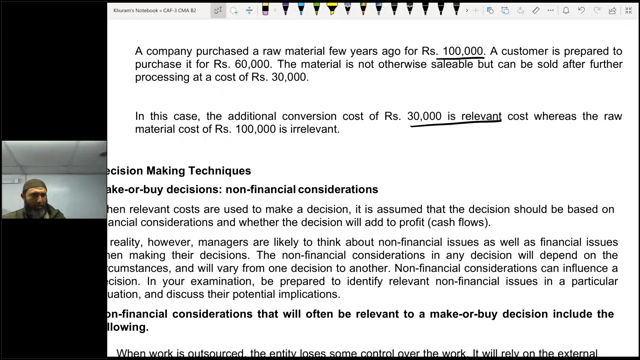 Khuram's Notebook » CAF-3 CMA B2
A company purchased a raw material few years ago for Rs. 100,000. A customer is prepared to
purchase it for Rs. 60,000. The material is not otherwise saleable but can be sold after further
processing at a cost of Rs. 30,000.
In this case, the additional conversion cost of Rs. 30,000 is relevant cost whereas the raw
material cost of Rs. 100,000 is irrelevant.
ecision Making Techniques
ake-or-buy decisions: non-financial considerations
hen relevant costs are used to make a decision, it is assumed that the decision should be based on
ancial considerations and whether the decision will add to profit (cash flows).
reality, however, managers are likely to think about non-financial issues as well as financial issues
hen making their decisions. The non-financial considerations in any decision will depend on the
cumstances, and will vary from one decision to another. Non-financial considerations can influence a
cision. In your examination, be prepared to identify relevant non-financial issues in a particular
uation, and discuss their potential implications.
on-financial considerations that will often be relevant to a make-or-buy decision include the
llowing.
When work is outsourced, the entity loses some control over the work. It will rely on the external